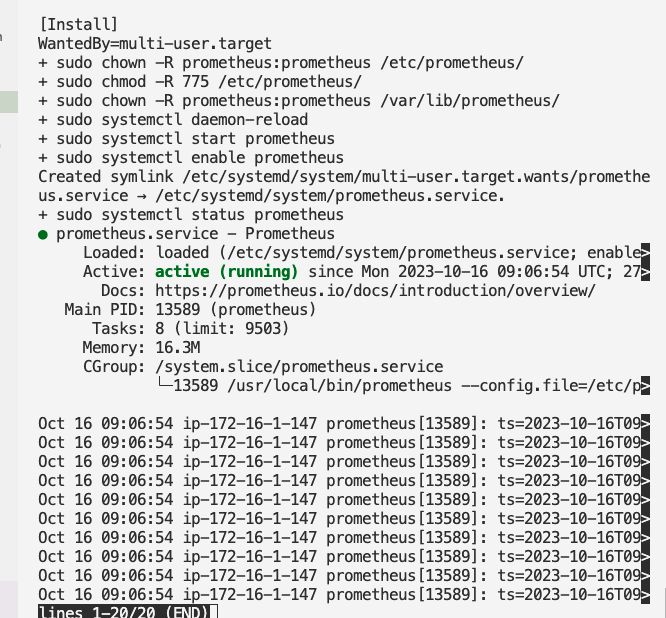 [Install]
WantedBy=multi-user.target
+ sudo chown -R prometheus:prometheus /etc/prometheus/
+ sudo chmod -R 775 /etc/prometheus/
+ sudo chown -R prometheus:prometheus /var/lib/prometheus/
+ sudo systemctl daemon-reload
+ sudo systemctl start prometheus
+ sudo systemctl enable prometheus
Created symlink /etc/systemd/system/multi-user.target.wants/promethe
us.service → /etc/systemd/system/prometheus.service.
+ sudo systemctl status prometheus
● prometheus.service - Prometheus
     Loaded: loaded (/etc/systemd/system/prometheus.service; enable>
     Active: active (running) since Mon 2023-10-16 09:06:54 UTC; 27>
       Docs: https://prometheus.io/docs/introduction/overview/
   Main PID: 13589 (prometheus)
      Tasks: 8 (limit: 9503)
     Memory: 16.3M
     CGroup: /system.slice/prometheus.service
             └─13589 /usr/local/bin/prometheus --config.file=/etc/p>
Oct 16 09:06:54 ip-172-16-1-147 prometheus[13589]: ts=2023-10-16T09>
Oct 16 09:06:54 ip-172-16-1-147 prometheus[13589]: ts=2023-10-16T09>
Oct 16 09:06:54 ip-172-16-1-147 prometheus[13589]: ts=2023-10-16T09>
Oct 16 09:06:54 ip-172-16-1-147 prometheus[13589]: ts=2023-10-16T09>
Oct 16 09:06:54 ip-172-16-1-147 prometheus[13589]: ts=2023-10-16T09>
Oct 16 09:06:54 ip-172-16-1-147 prometheus[13589]: ts=2023-10-16T09>
Oct 16 09:06:54 ip-172-16-1-147 prometheus[13589]: ts=2023-10-16T09>
Oct 16 09:06:54 ip-172-16-1-147 prometheus[13589]: ts=2023-10-16T09>
Oct 16 09:06:54 ip-172-16-1-147 prometheus[13589]: ts=2023-10-16T09>
Oct 16 09:06:54 ip-172-16-1-147 prometheus[13589]: ts=2023-10-16T09>
lines 1-20/20 (END)